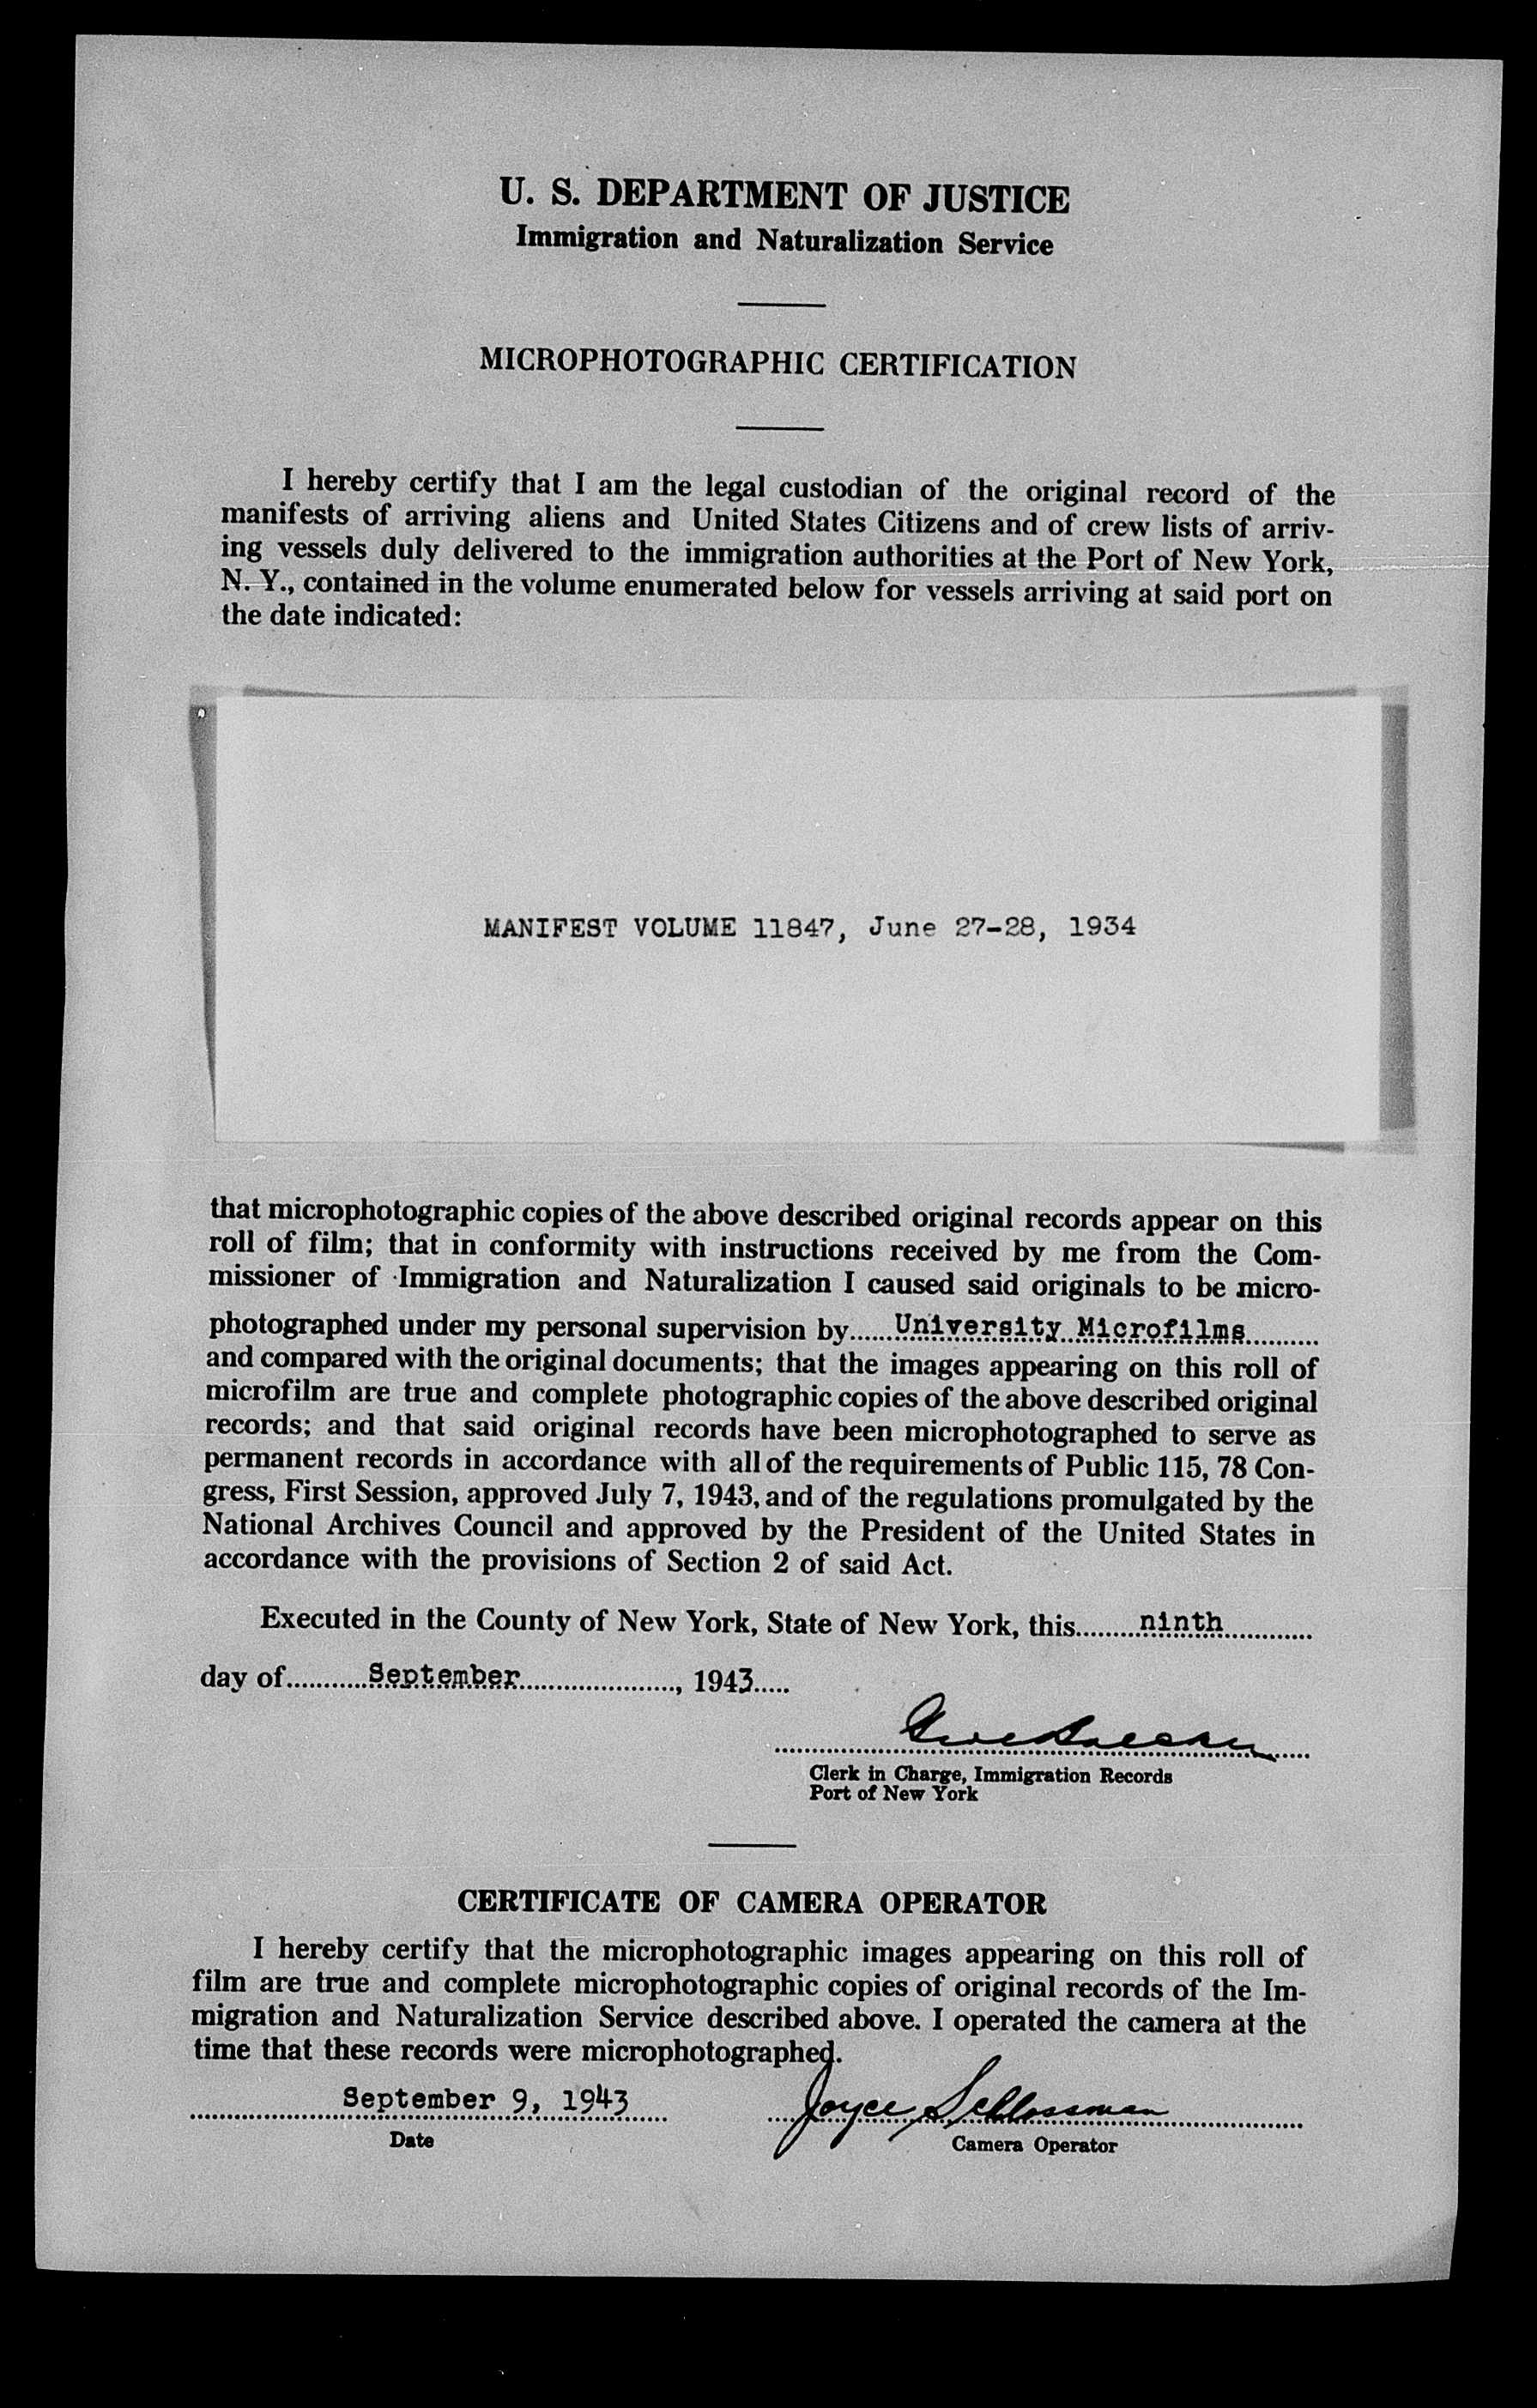 U. S. DEPARTMENT OF JUSTICE
Immigration and Naturalization Service
MICROPHOTOGRAPHIC CERTIFICATION
I hereby certify that I am the legal custodian of the original record of the
manifests of arriving aliens and United States Citizens and of crew lists of arriv-
ing vessels duly delivered to the immigration authorities at the Port of New York,
N. Y., contained in the volume enumerated below for vessels arriving at said port on
the date indicated:
MANIFEST VOLUME 11847, June 27-28, 1934
that microphotographic copies of the above described original records appear on this
roll of film; that in conformity with instructions received by me from the Com-
missioner of Immigration and Naturalization I caused said originals to be micro-
photographed under my personal supervision by......University Microfilms..........
and compared with the original documents; that the images appearing on this roll of
microfilm are true and complete photographic copies of the above described original
records; and that said original records have been microphotographed to serve as
permanent records in accordance with all of the requirements of Public 115, 78 Con-
gress, First Session, approved July 7, 1943, and of the regulations promulgated by the
National Archives Council and approved by the President of the United States in
accordance with the provisions of Section 2 of said Act.
Executed in the County of New York, State of New York, this.........ninth............
day of...........September....................., 1943.....
Clerk in Charge, Immigration Records
Port of New York
CERTIFICATE OF CAMERA OPERATOR
I hereby certify that the microphotographic images appearing on this roll of
film are true and complete microphotographic copies of original records of the Im-
migration and Naturalization Service described above. I operated the camera at the
time that these records were microphotographed.
September 9, 1943 Joyce Schlossman
Date Camera Operator